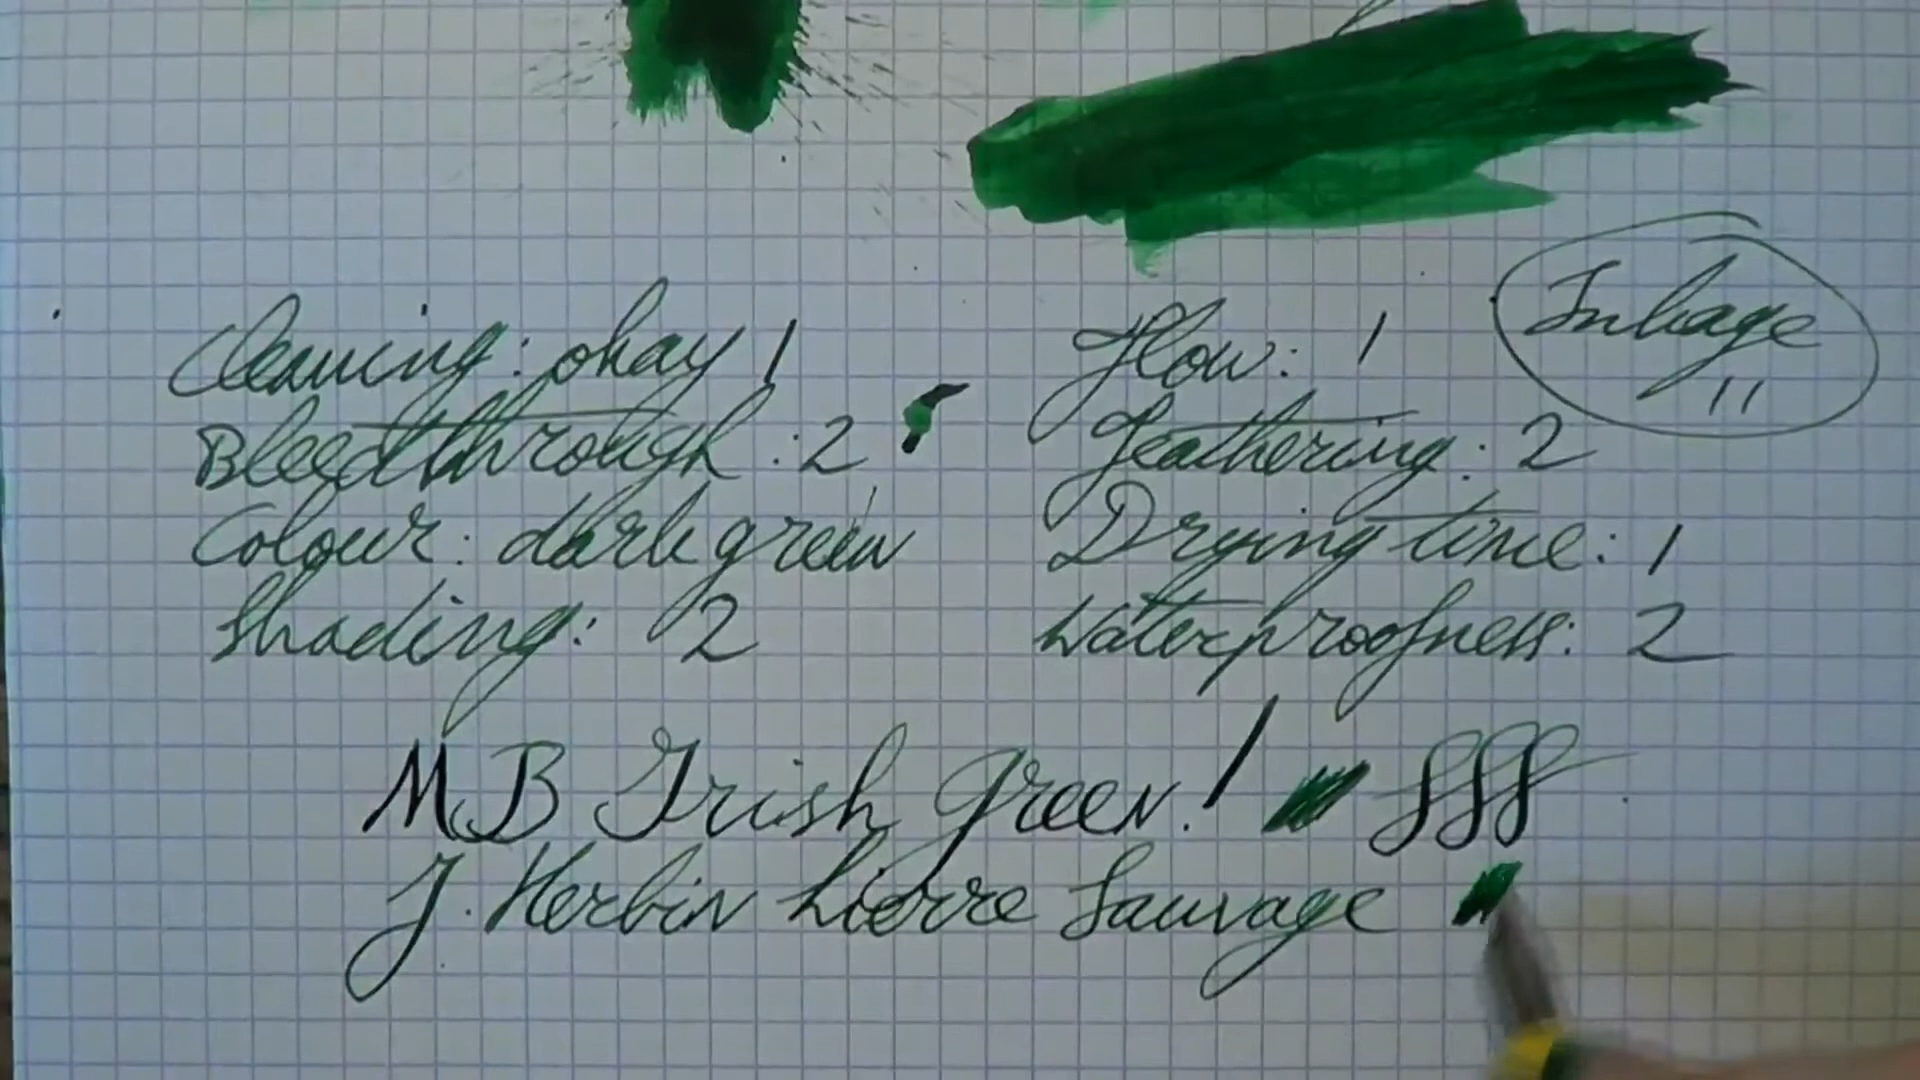 Cleaning: okay 1
Flow: 1
Inkage 11
Bleedthrough: 2
Feathering: 2
Colour: dark green
Drying time: 1
Shading: 2
Waterproofness: 2
MB Irish Green!
J. Herbin Lierre Sauvage